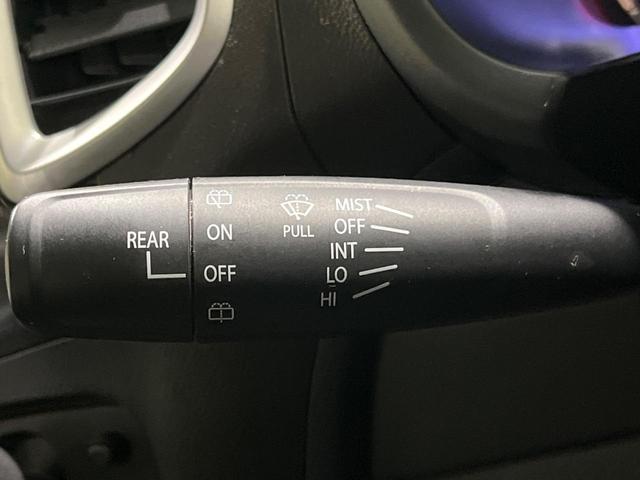 REAR
ON
OFF
PULL
MIST
OFF
INT
LO
HI